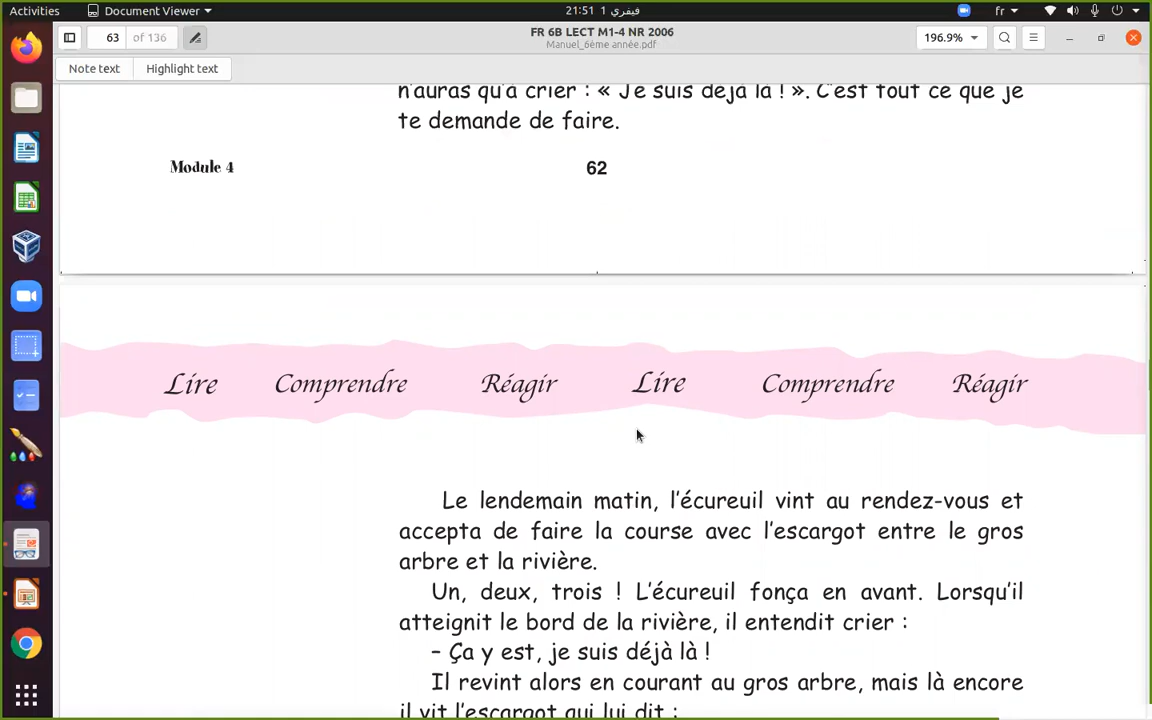 Activities
Document Viewer
21:51 1 فيفري
fr
63
of 136
FR 6B LECT M1-4 NR 2006
Manuel_6ème année.pdf
196.9%
Note text
Highlight text
n'auras qu'à crier : « Je suis déjà là ! ». C'est tout ce que je
te demande de faire.
Module 4
62
Lire Comprendre Réagir Lire Comprendre Réagir
Le lendemain matin, l'écureuil vint au rendez-vous et
accepta de faire la course avec l'escargot entre le gros
arbre et la rivière.
Un, deux, trois ! L'écureuil fonça en avant. Lorsqu'il
atteignit le bord de la rivière, il entendit crier :
– Ça y est, je suis déjà là !
Il revint alors en courant au gros arbre, mais là encore
il vit l'escargot qui lui dit :